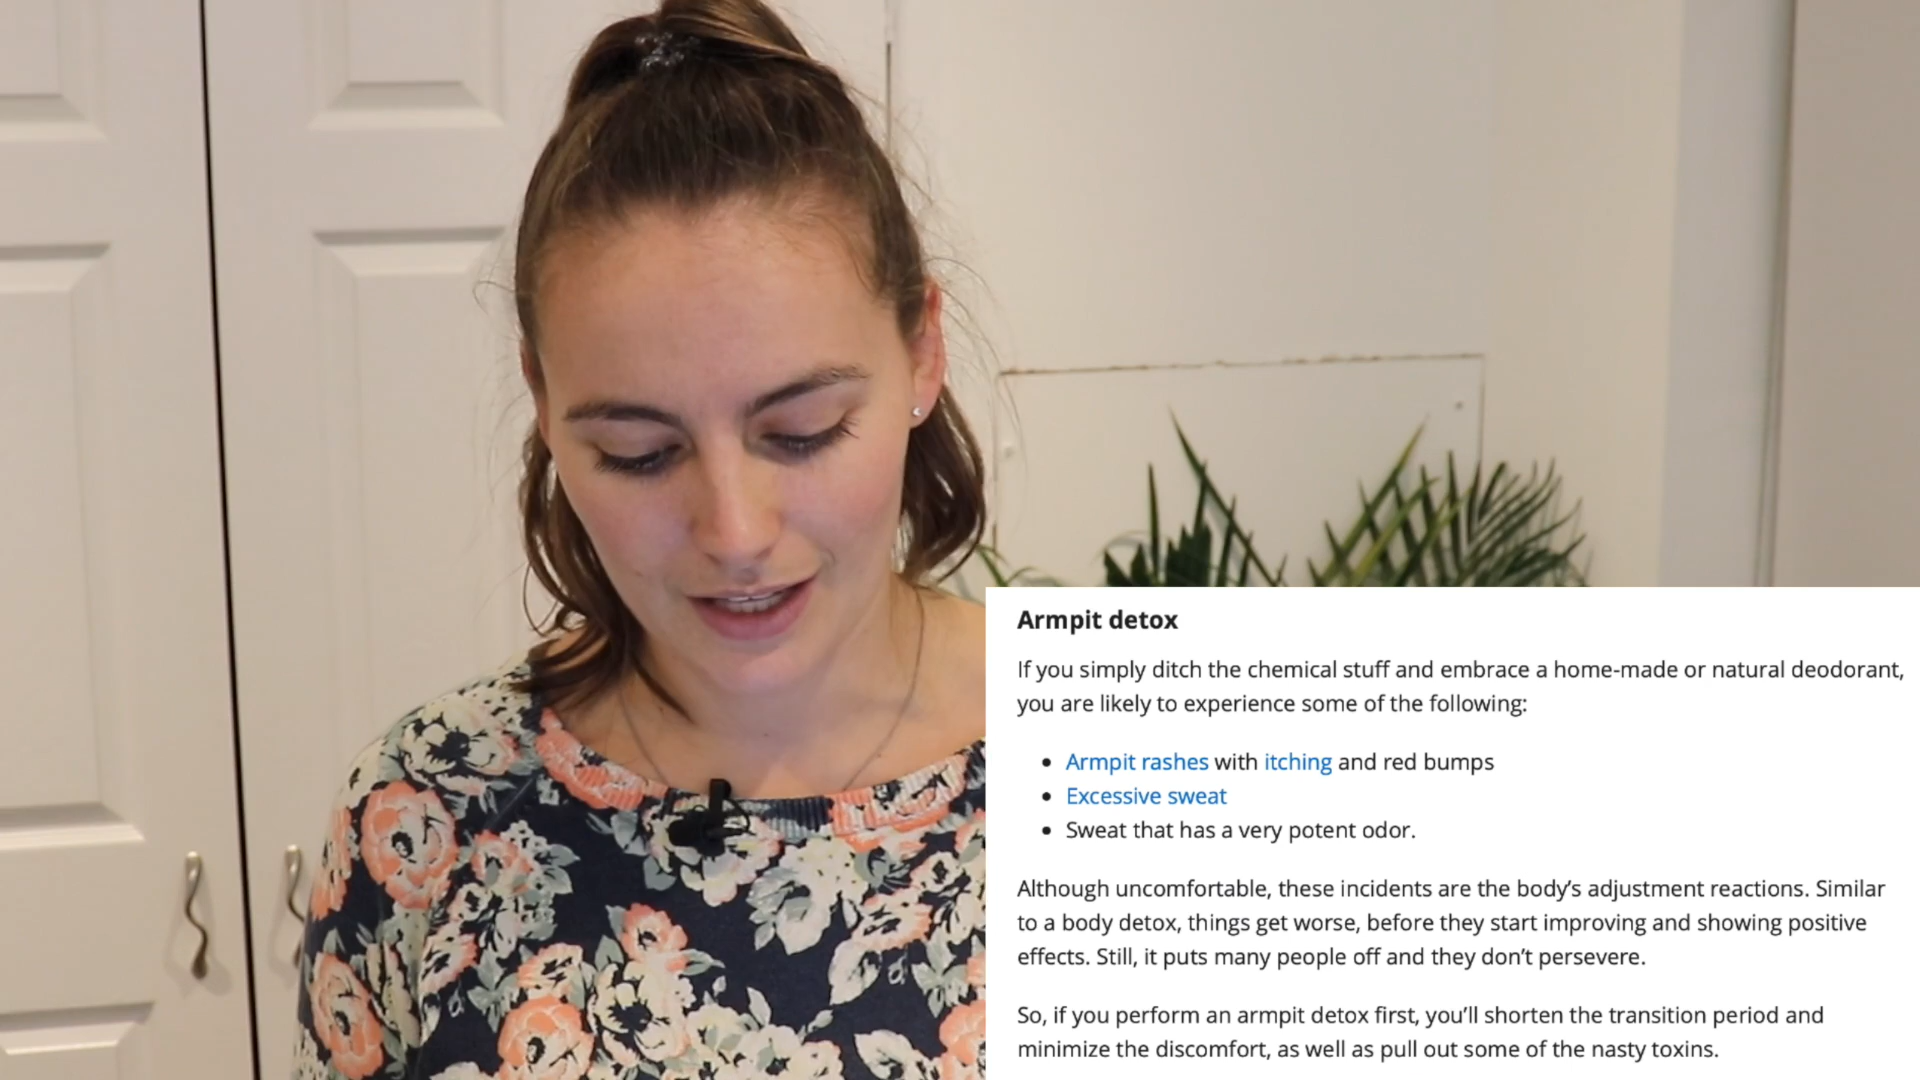 Armpit detox
If you simply ditch the chemical stuff and embrace a home-made or natural deodorant,
you are likely to experience some of the following:
• Armpit rashes with itching and red bumps
• Excessive sweat
• Sweat that has a very potent odor.
Although uncomfortable, these incidents are the body’s adjustment reactions. Similar
to a body detox, things get worse, before they start improving and showing positive
effects. Still, it puts many people off and they don’t persevere.
So, if you perform an armpit detox first, you’ll shorten the transition period and
minimize the discomfort, as well as pull out some of the nasty toxins.